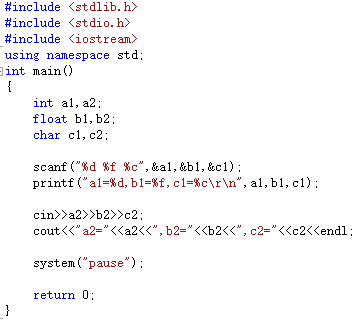 #include <stdlib.h>
#include <stdio.h>
#include <iostream>
using namespace std;
int main()
{
int a1,a2;
float b1,b2;
char c1,c2;
scanf("%d %f %c",&a1,&b1,&c1);
printf("a1=%d,b1=%f,c1=%c\r\n",a1,b1,c1);
cin>>a2>>b2>>c2;
cout<<"a2="<<a2<<",b2="<<b2<<",c2="<<c2<<endl;
system("pause");
return 0;
}